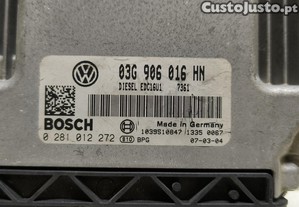 CustoJusto.pt
03G 906 016 HN
DIESEL EDC16U1 7361
BOSCH
Made in Germany
0 281 012 272 610 BPG
1039S10847 1335 0067
07-03-04